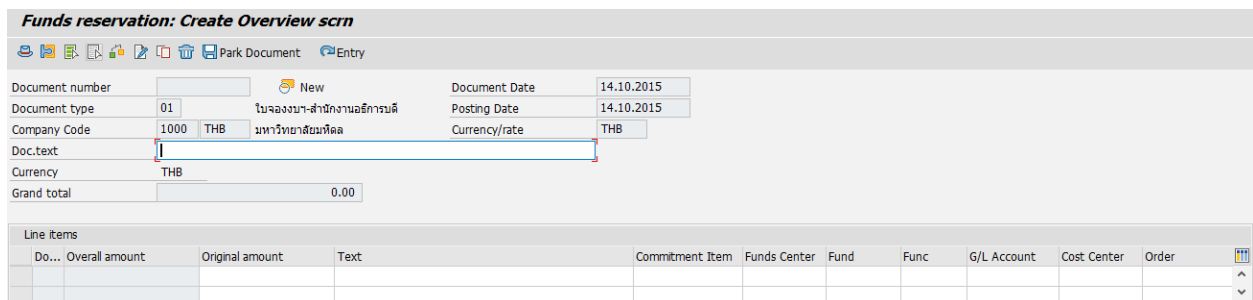 Funds reservation: Create Overview scrn
Park Document Entry
Document number New Document Date 14.10.2015
Document type 01 ใบจองงบฯ-สำนักงานอธิการบดี Posting Date 14.10.2015
Company Code 1000 THB มหาวิทยาลัยมหิดล Currency/rate THB
Doc.text
Currency THB
Grand total 0.00
Line items
Do... Overall amount Original amount Text Commitment Item Funds Center Fund Func G/L Account Cost Center Order